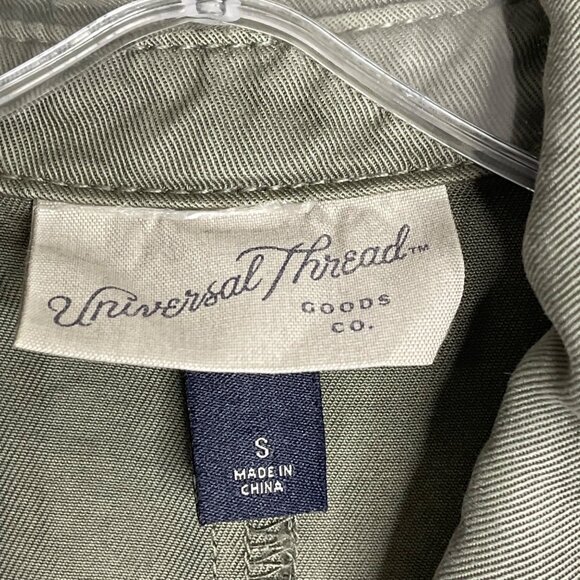 Universal Thread™
GOODS
CO.
S
MADE IN
CHINA